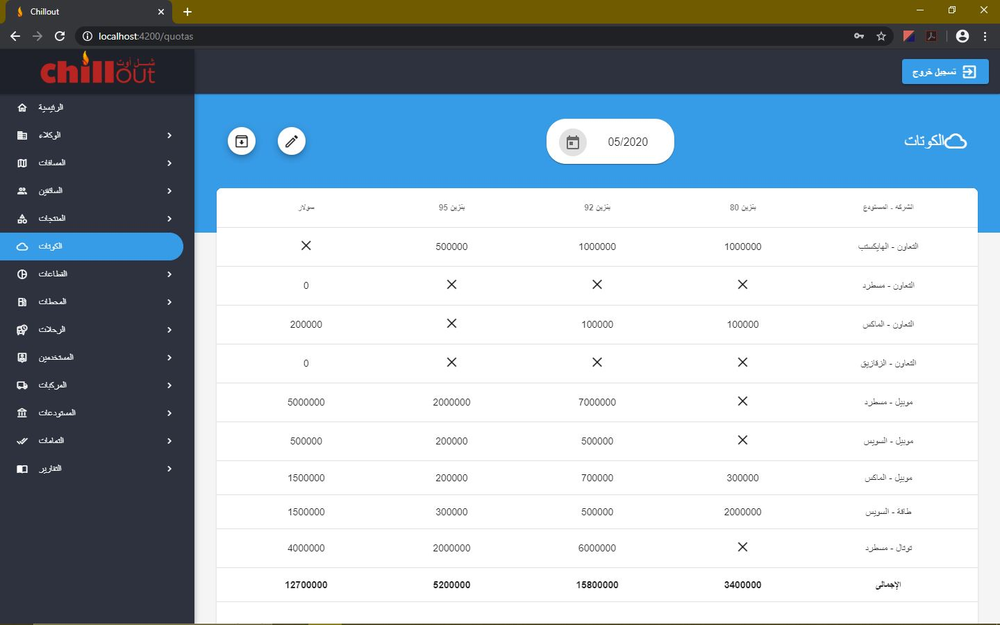 Chillout
localhost:4200/quotas
شـــل أوت
chillout
تسجيل خروج
الرئيسية
الوكلاء
المسافات
السائقين
المنتجات
الكوتات
القطاعات
المحطات
الرحلات
المستخدمين
المركبات
المستودعات
التمامات
التقارير
الكوتات
05/2020
الشركه - المستودع بنزين 80 بنزين 92 بنزين 95 سولار
التعاون - الهايكستب 1000000 1000000 500000
التعاون - مسطرد 0
التعاون - الماكس 100000 100000 200000
التعاون - الزقازيق 0
موبيل - مسطرد 7000000 2000000 5000000
موبيل - السويس 500000 200000 500000
موبيل - الماكس 300000 700000 200000 1500000
طاقة - السويس 2000000 500000 300000 1500000
توتال - مسطرد 6000000 2000000 4000000
الإجمالى 3400000 15800000 5200000 12700000